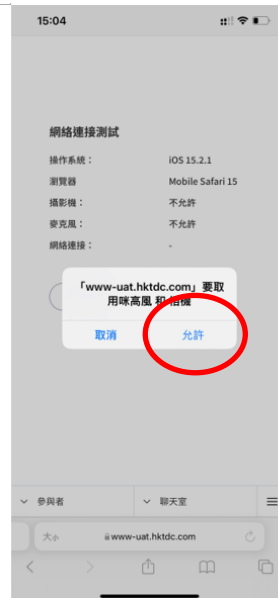 15:04
網絡連接測試
操作系統： iOS 15.2.1
瀏覽器 Mobile Safari 15
攝影機： 不允許
麥克風： 不允許
網絡連接： -
「www-uat.hktdc.com」要取
用咪高風 和 相機
取消 允許
參與者 聊天室
大小 www-uat.hktdc.com